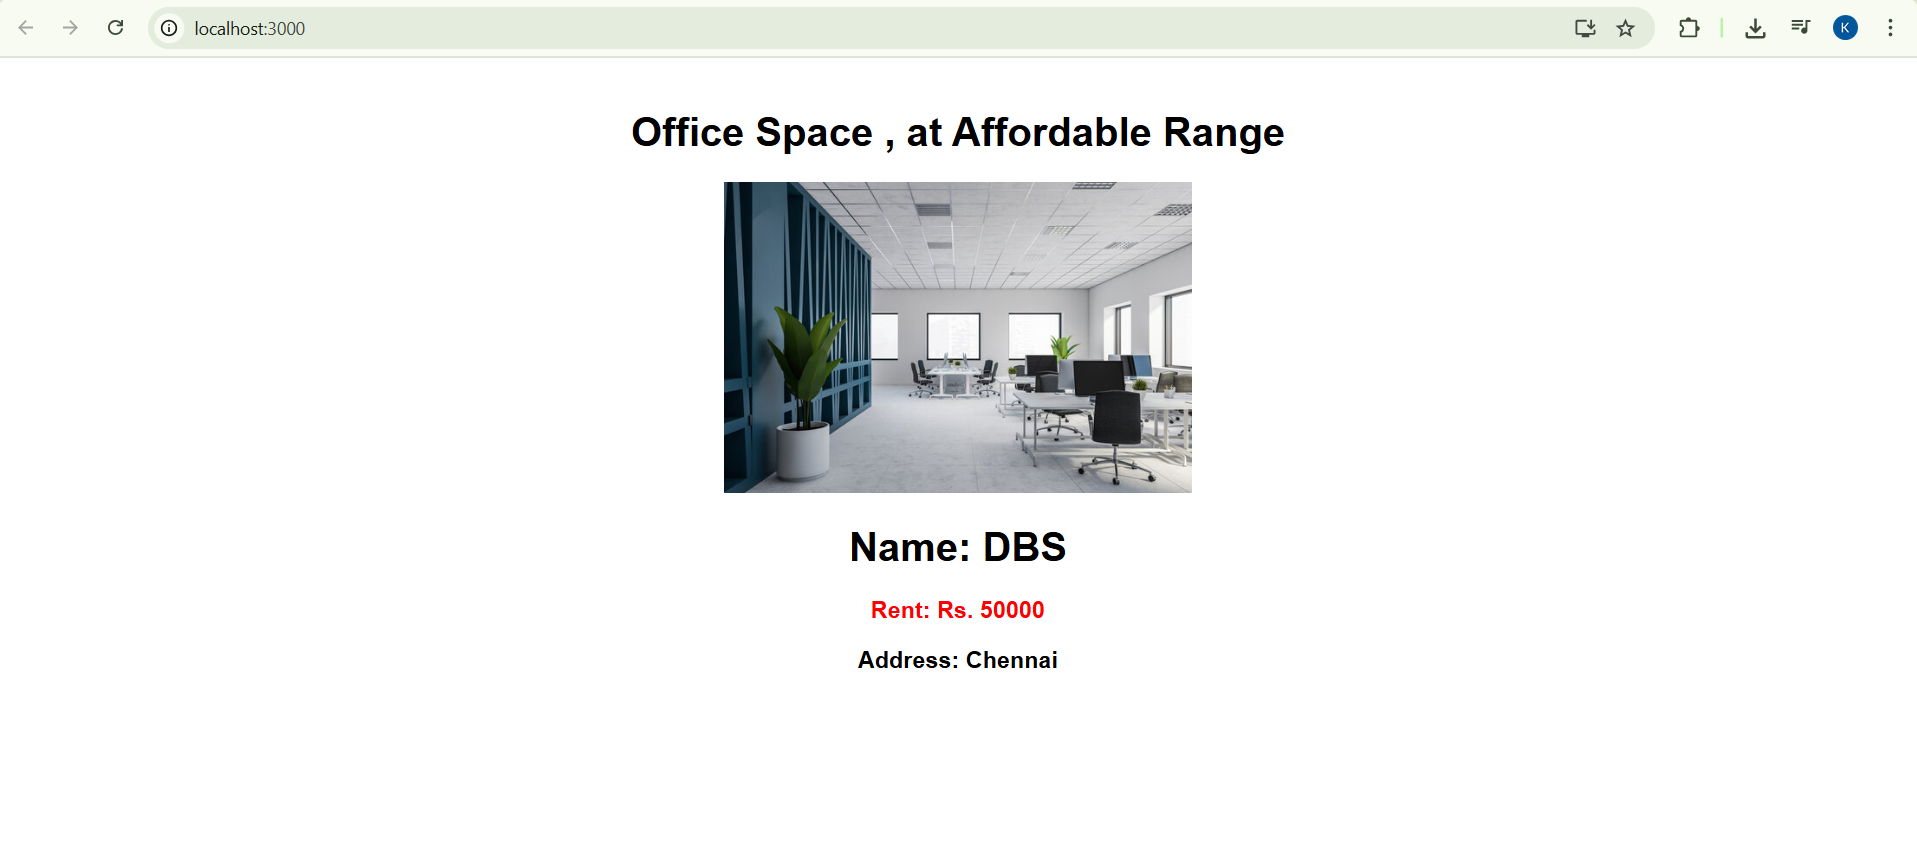 localhost:3000
K
Office Space , at Affordable Range
Name: DBS
Rent: Rs. 50000
Address: Chennai